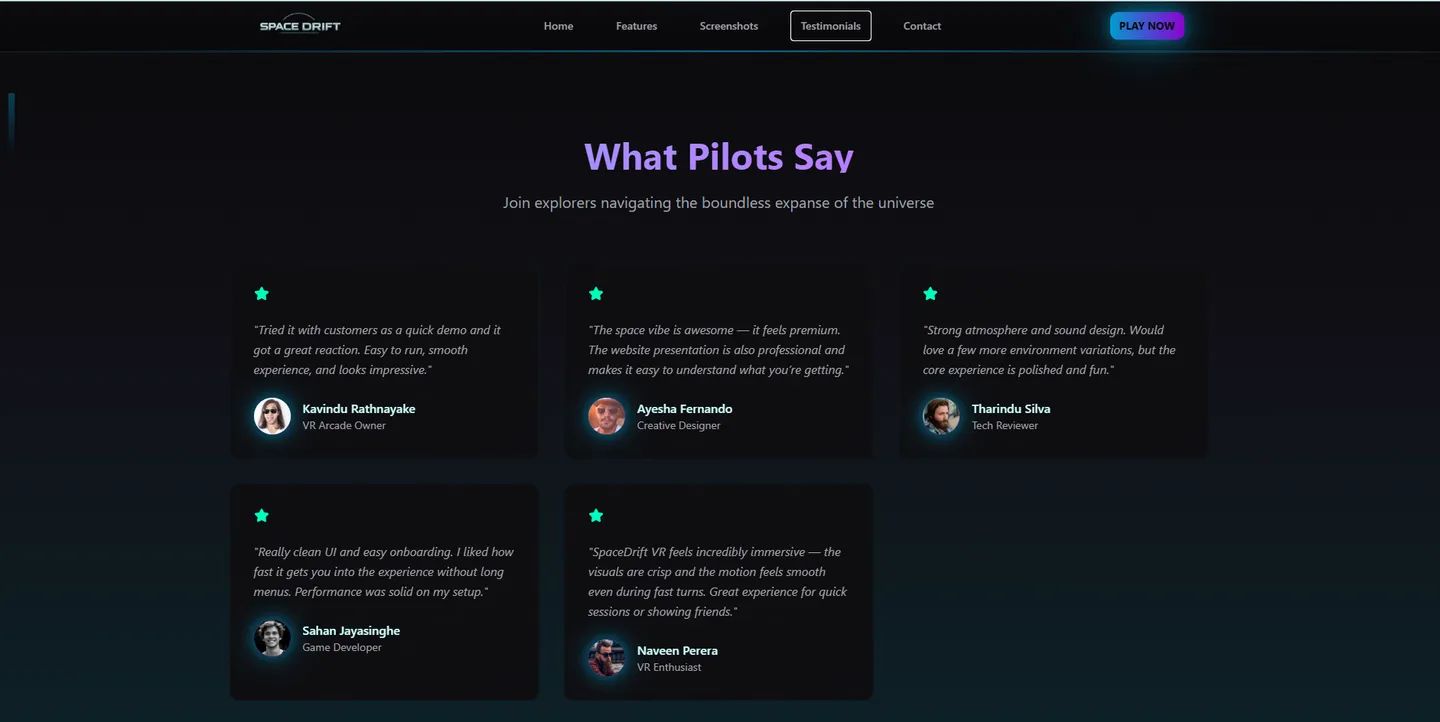 SPACE DRIFT
Home
Features
Screenshots
Testimonials
Contact
PLAY NOW
What Pilots Say
Join explorers navigating the boundless expanse of the universe
"Tried it with customers as a quick demo and it
got a great reaction. Easy to run, smooth
experience, and looks impressive."
Kavindu Rathnayake
VR Arcade Owner
"The space vibe is awesome — it feels premium.
The website presentation is also professional and
makes it easy to understand what you're getting."
Ayesha Fernando
Creative Designer
"Strong atmosphere and sound design. Would
love a few more environment variations, but the
core experience is polished and fun."
Tharindu Silva
Tech Reviewer
"Really clean UI and easy onboarding. I liked how
fast it gets you into the experience without long
menus. Performance was solid on my setup."
Sahan Jayasinghe
Game Developer
"SpaceDrift VR feels incredibly immersive — the
visuals are crisp and the motion feels smooth
even during fast turns. Great experience for quick
sessions or showing friends."
Naveen Perera
VR Enthusiast